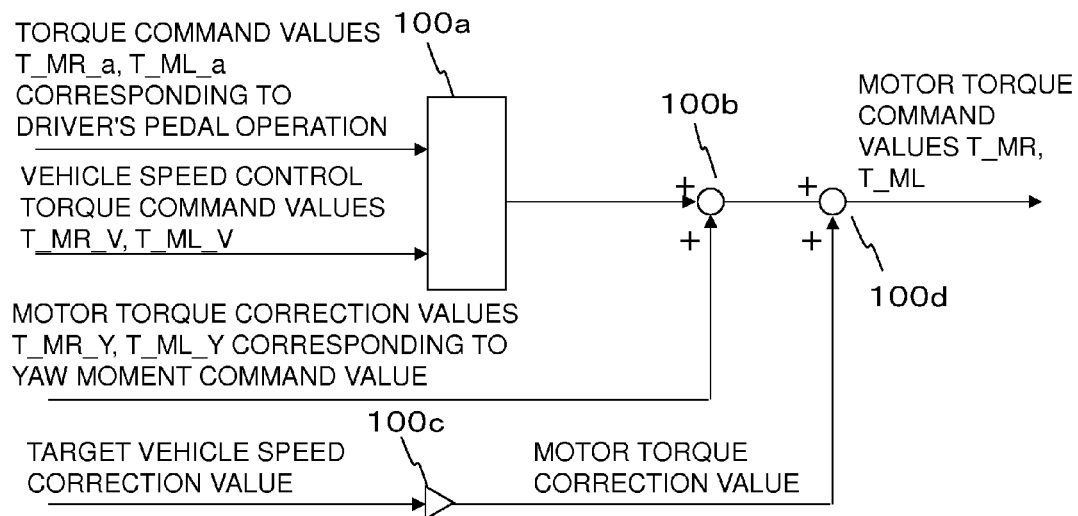 TORQUE COMMAND VALUES
T_MR_a, T_ML_a
CORRESPONDING TO
DRIVER'S PEDAL OPERATION
100a
VEHICLE SPEED CONTROL
TORQUE COMMAND VALUES
T_MR_V, T_ML_V
100b
+
+
+
+
MOTOR TORQUE
COMMAND
VALUES T_MR,
T_ML
100d
MOTOR TORQUE CORRECTION VALUES
T_MR_Y, T_ML_Y CORRESPONDING TO
YAW MOMENT COMMAND VALUE
100c
TARGET VEHICLE SPEED
CORRECTION VALUE
MOTOR TORQUE
CORRECTION VALUE